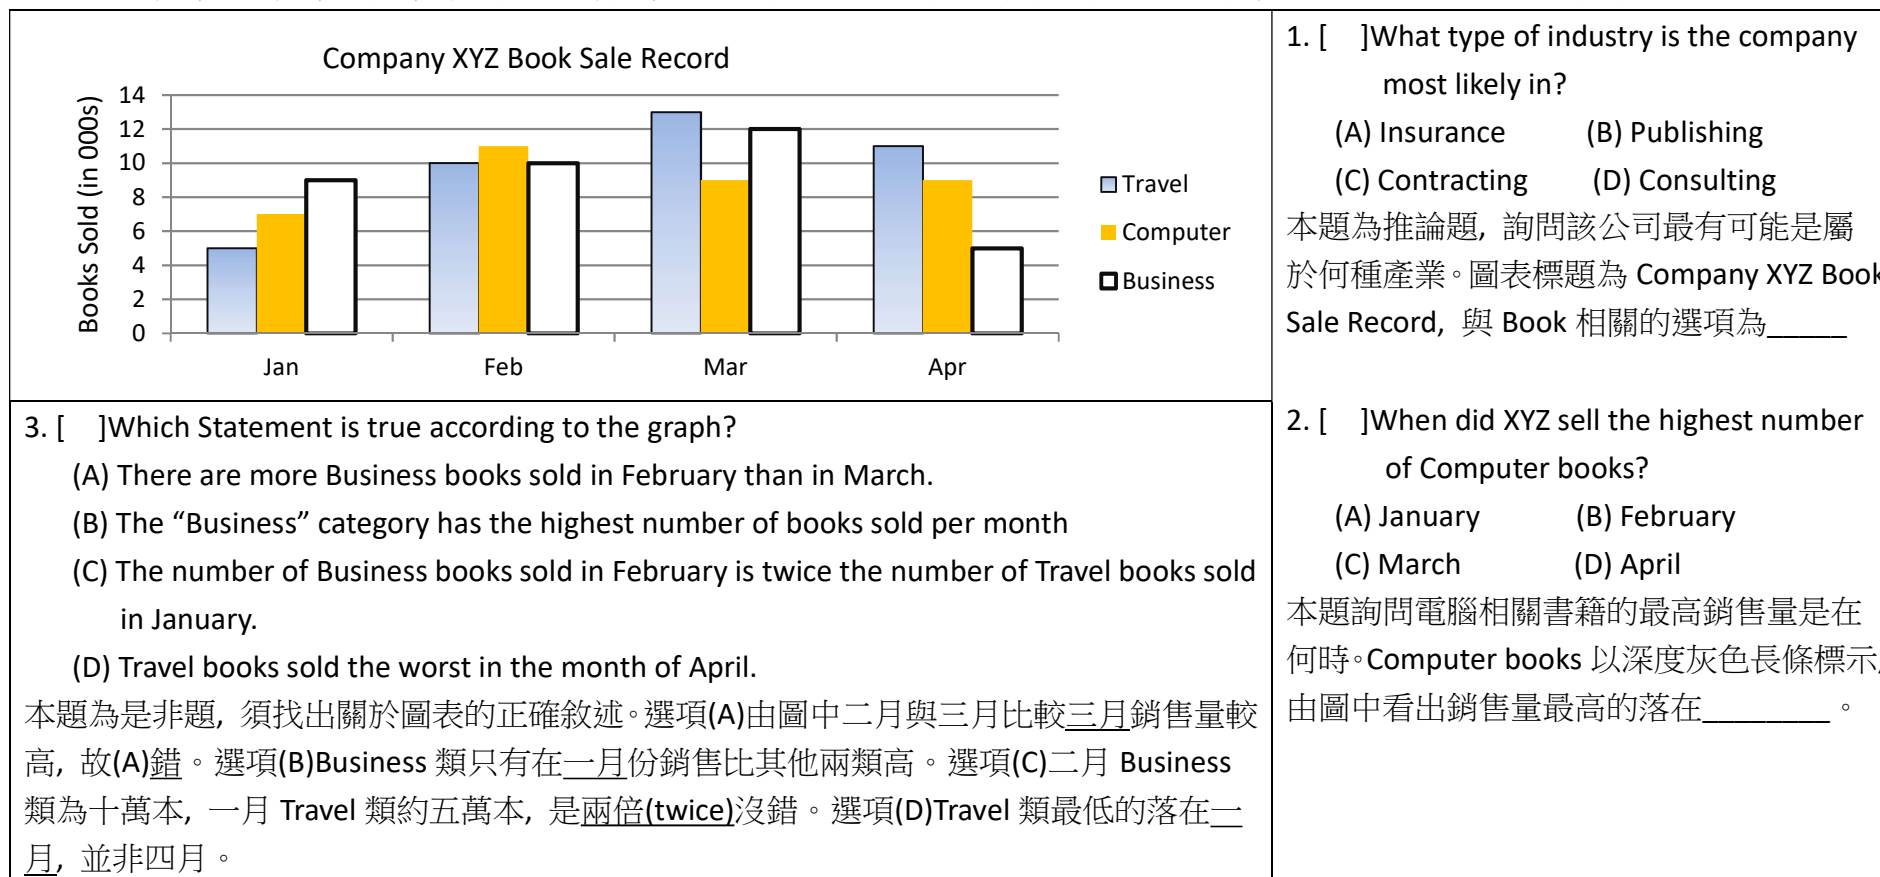 Company XYZ Book Sale Record
Books Sold (in 000s)
14
12
10
8
6
4
2
0
Jan Feb Mar Apr
Travel
Computer
Business
1. [ ]What type of industry is the company
most likely in?
(A) Insurance (B) Publishing
(C) Contracting (D) Consulting
本題為推論題, 詢問該公司最有可能是屬
於何種產業。圖表標題為 Company XYZ Book
Sale Record, 與 Book 相關的選項為_____
2. [ ]When did XYZ sell the highest number
of Computer books?
(A) January (B) February
(C) March (D) April
本題詢問電腦相關書籍的最高銷售量是在
何時。Computer books 以深度灰色長條標示,
由圖中看出銷售量最高的落在________。
3. [ ]Which Statement is true according to the graph?
(A) There are more Business books sold in February than in March.
(B) The “Business” category has the highest number of books sold per month
(C) The number of Business books sold in February is twice the number of Travel books sold
in January.
(D) Travel books sold the worst in the month of April.
本題為是非題, 須找出關於圖表的正確敘述。選項(A)由圖中二月與三月比較三月銷售量較
高, 故(A)錯。選項(B)Business 類只有在一月份銷售比其他兩類高。選項(C)二月 Business
類為十萬本, 一月 Travel 類約五萬本, 是兩倍(twice)沒錯。選項(D)Travel 類最低的落在一
月, 並非四月。